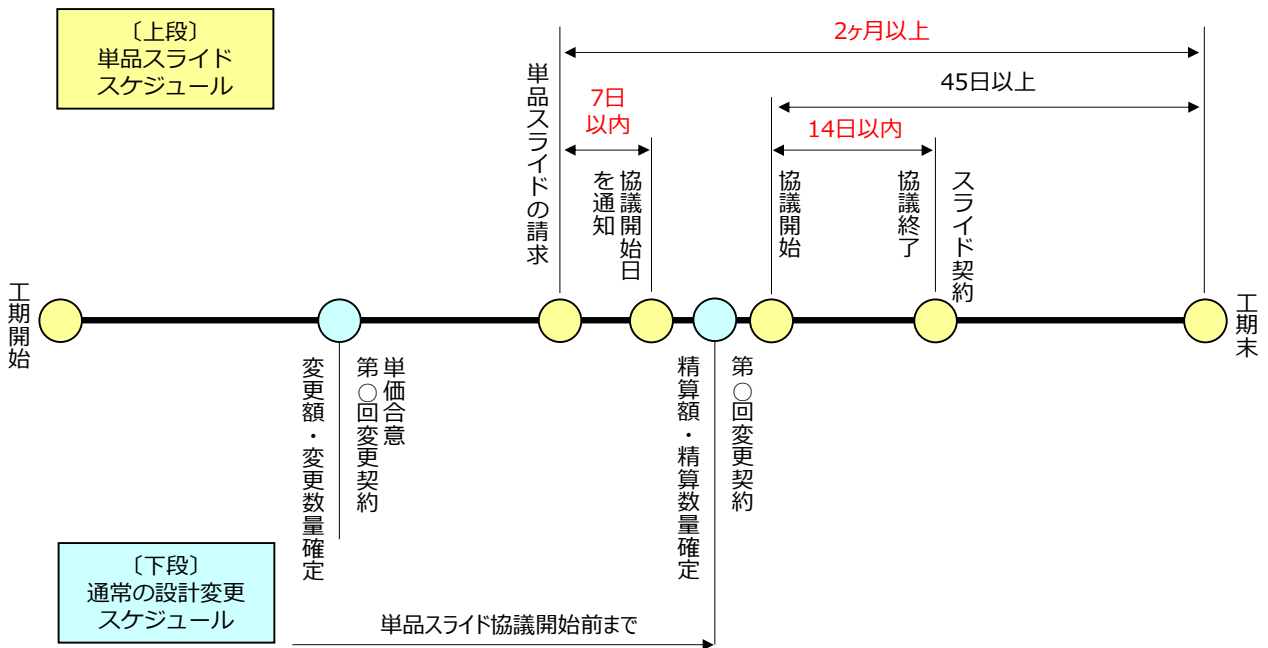 〔上段〕
単品スライド
スケジュール
2ヶ月以上
45日以上
7日
以内
14日以内
単品スライドの請求
協議開始日
を通知
協議開始
協議終了
スライド契約
工期開始
工期末
単価合意
第○回変更契約
変更額・変更数量確定
第○回変更契約
精算額・精算数量確定
〔下段〕
通常の設計変更
スケジュール
単品スライド協議開始前まで